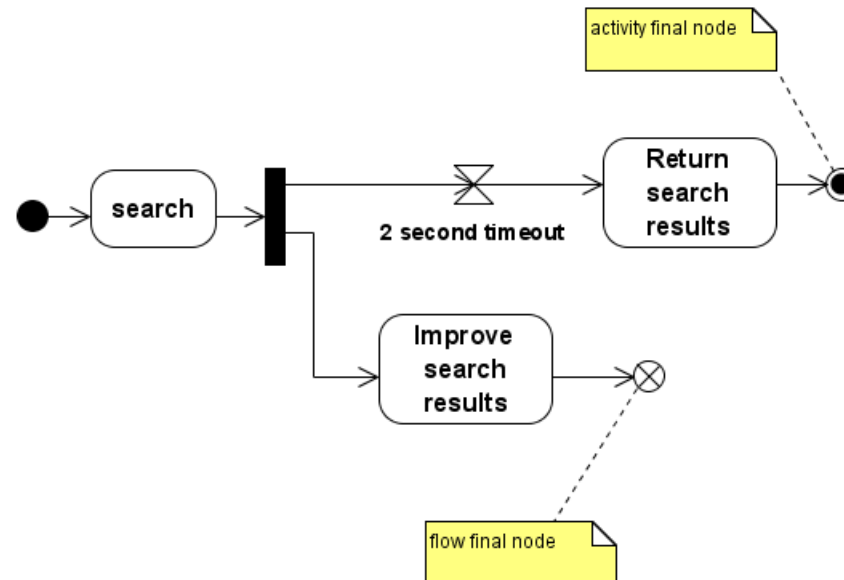 activity final node
Return
search
results
search
2 second timeout
Improve
search
results
flow final node